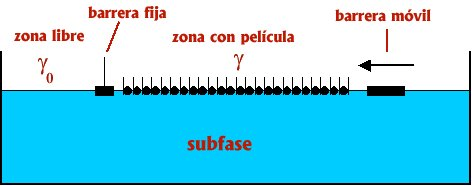 barrera fija
barrera móvil
zona libre
zona con película
γ₀
γ
subfase